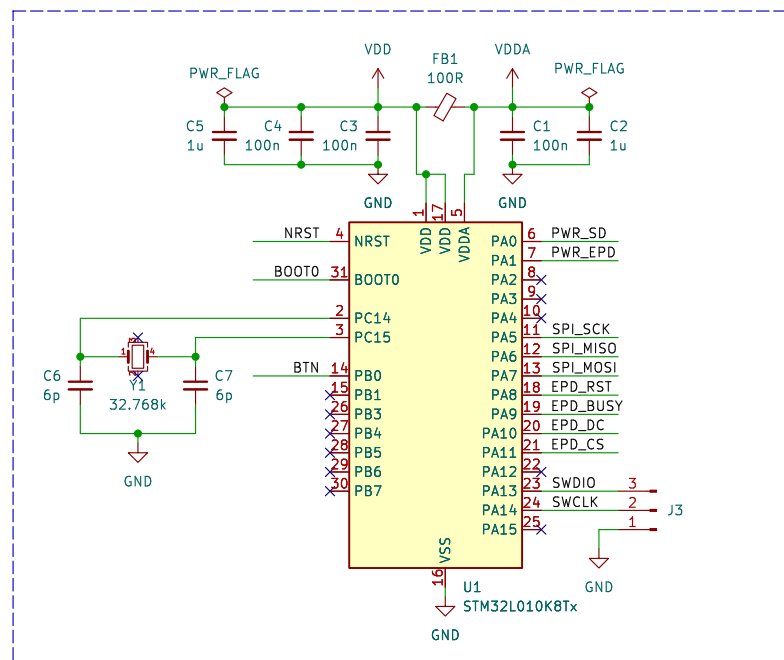 VDD
VDDA
PWR_FLAG
FB1
100R
PWR_FLAG
C5
1u
C4
100n
C3
100n
C1
100n
C2
1u
GND
GND
1
17
5
VDD
VDD
VDDA
NRST 4 NRST
BOOT0 31 BOOT0
2 PC14
3 PC15
BTN 14 PB0
15 PB1
26 PB3
27 PB4
28 PB5
29 PB6
30 PB7
PA0 6 PWR_SD
PA1 7 PWR_EPD
PA2 8
PA3 9
PA4 10
PA5 11 SPI_SCK
PA6 12 SPI_MISO
PA7 13 SPI_MOSI
PA8 18 EPD_RST
PA9 19 EPD_BUSY
PA10 20 EPD_DC
PA11 21 EPD_CS
PA12 22
PA13 23 SWDIO 3
PA14 24 SWCLK 2
PA15 25
1
J3
GND
C6
6p
1
4
Y1
32.768k
C7
6p
GND
VSS
16
U1
STM32L010K8Tx
GND